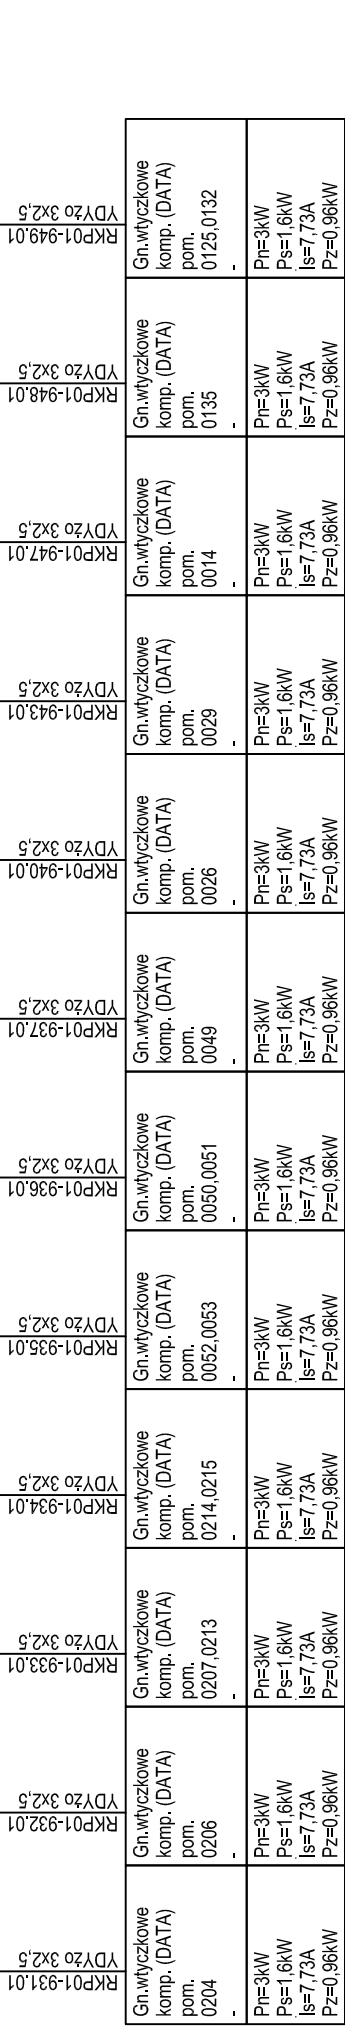 RKP01-931.01
YDYżo 3x2,5
Gn.wtyczkowe
komp. (DATA)
pom.
0204
-
Pn=3kW
Ps=1,6kW
Is=7,73A
Pz=0,96kW
RKP01-932.01
YDYżo 3x2,5
Gn.wtyczkowe
komp. (DATA)
pom.
0206
-
Pn=3kW
Ps=1,6kW
Is=7,73A
Pz=0,96kW
RKP01-933.01
YDYżo 3x2,5
Gn.wtyczkowe
komp. (DATA)
pom.
0207,0213
-
Pn=3kW
Ps=1,6kW
Is=7,73A
Pz=0,96kW
RKP01-934.01
YDYżo 3x2,5
Gn.wtyczkowe
komp. (DATA)
pom.
0214,0215
-
Pn=3kW
Ps=1,6kW
Is=7,73A
Pz=0,96kW
RKP01-935.01
YDYżo 3x2,5
Gn.wtyczkowe
komp. (DATA)
pom.
0052,0053
-
Pn=3kW
Ps=1,6kW
Is=7,73A
Pz=0,96kW
RKP01-936.01
YDYżo 3x2,5
Gn.wtyczkowe
komp. (DATA)
pom.
0050,0051
-
Pn=3kW
Ps=1,6kW
Is=7,73A
Pz=0,96kW
RKP01-937.01
YDYżo 3x2,5
Gn.wtyczkowe
komp. (DATA)
pom.
0049
-
Pn=3kW
Ps=1,6kW
Is=7,73A
Pz=0,96kW
RKP01-940.01
YDYżo 3x2,5
Gn.wtyczkowe
komp. (DATA)
pom.
0026
-
Pn=3kW
Ps=1,6kW
Is=7,73A
Pz=0,96kW
RKP01-943.01
YDYżo 3x2,5
Gn.wtyczkowe
komp. (DATA)
pom.
0029
-
Pn=3kW
Ps=1,6kW
Is=7,73A
Pz=0,96kW
RKP01-947.01
YDYżo 3x2,5
Gn.wtyczkowe
komp. (DATA)
pom.
0014
-
Pn=3kW
Ps=1,6kW
Is=7,73A
Pz=0,96kW
RKP01-948.01
YDYżo 3x2,5
Gn.wtyczkowe
komp. (DATA)
pom.
0135
-
Pn=3kW
Ps=1,6kW
Is=7,73A
Pz=0,96kW
RKP01-949.01
YDYżo 3x2,5
Gn.wtyczkowe
komp. (DATA)
pom.
0125,0132
-
Pn=3kW
Ps=1,6kW
Is=7,73A
Pz=0,96kW